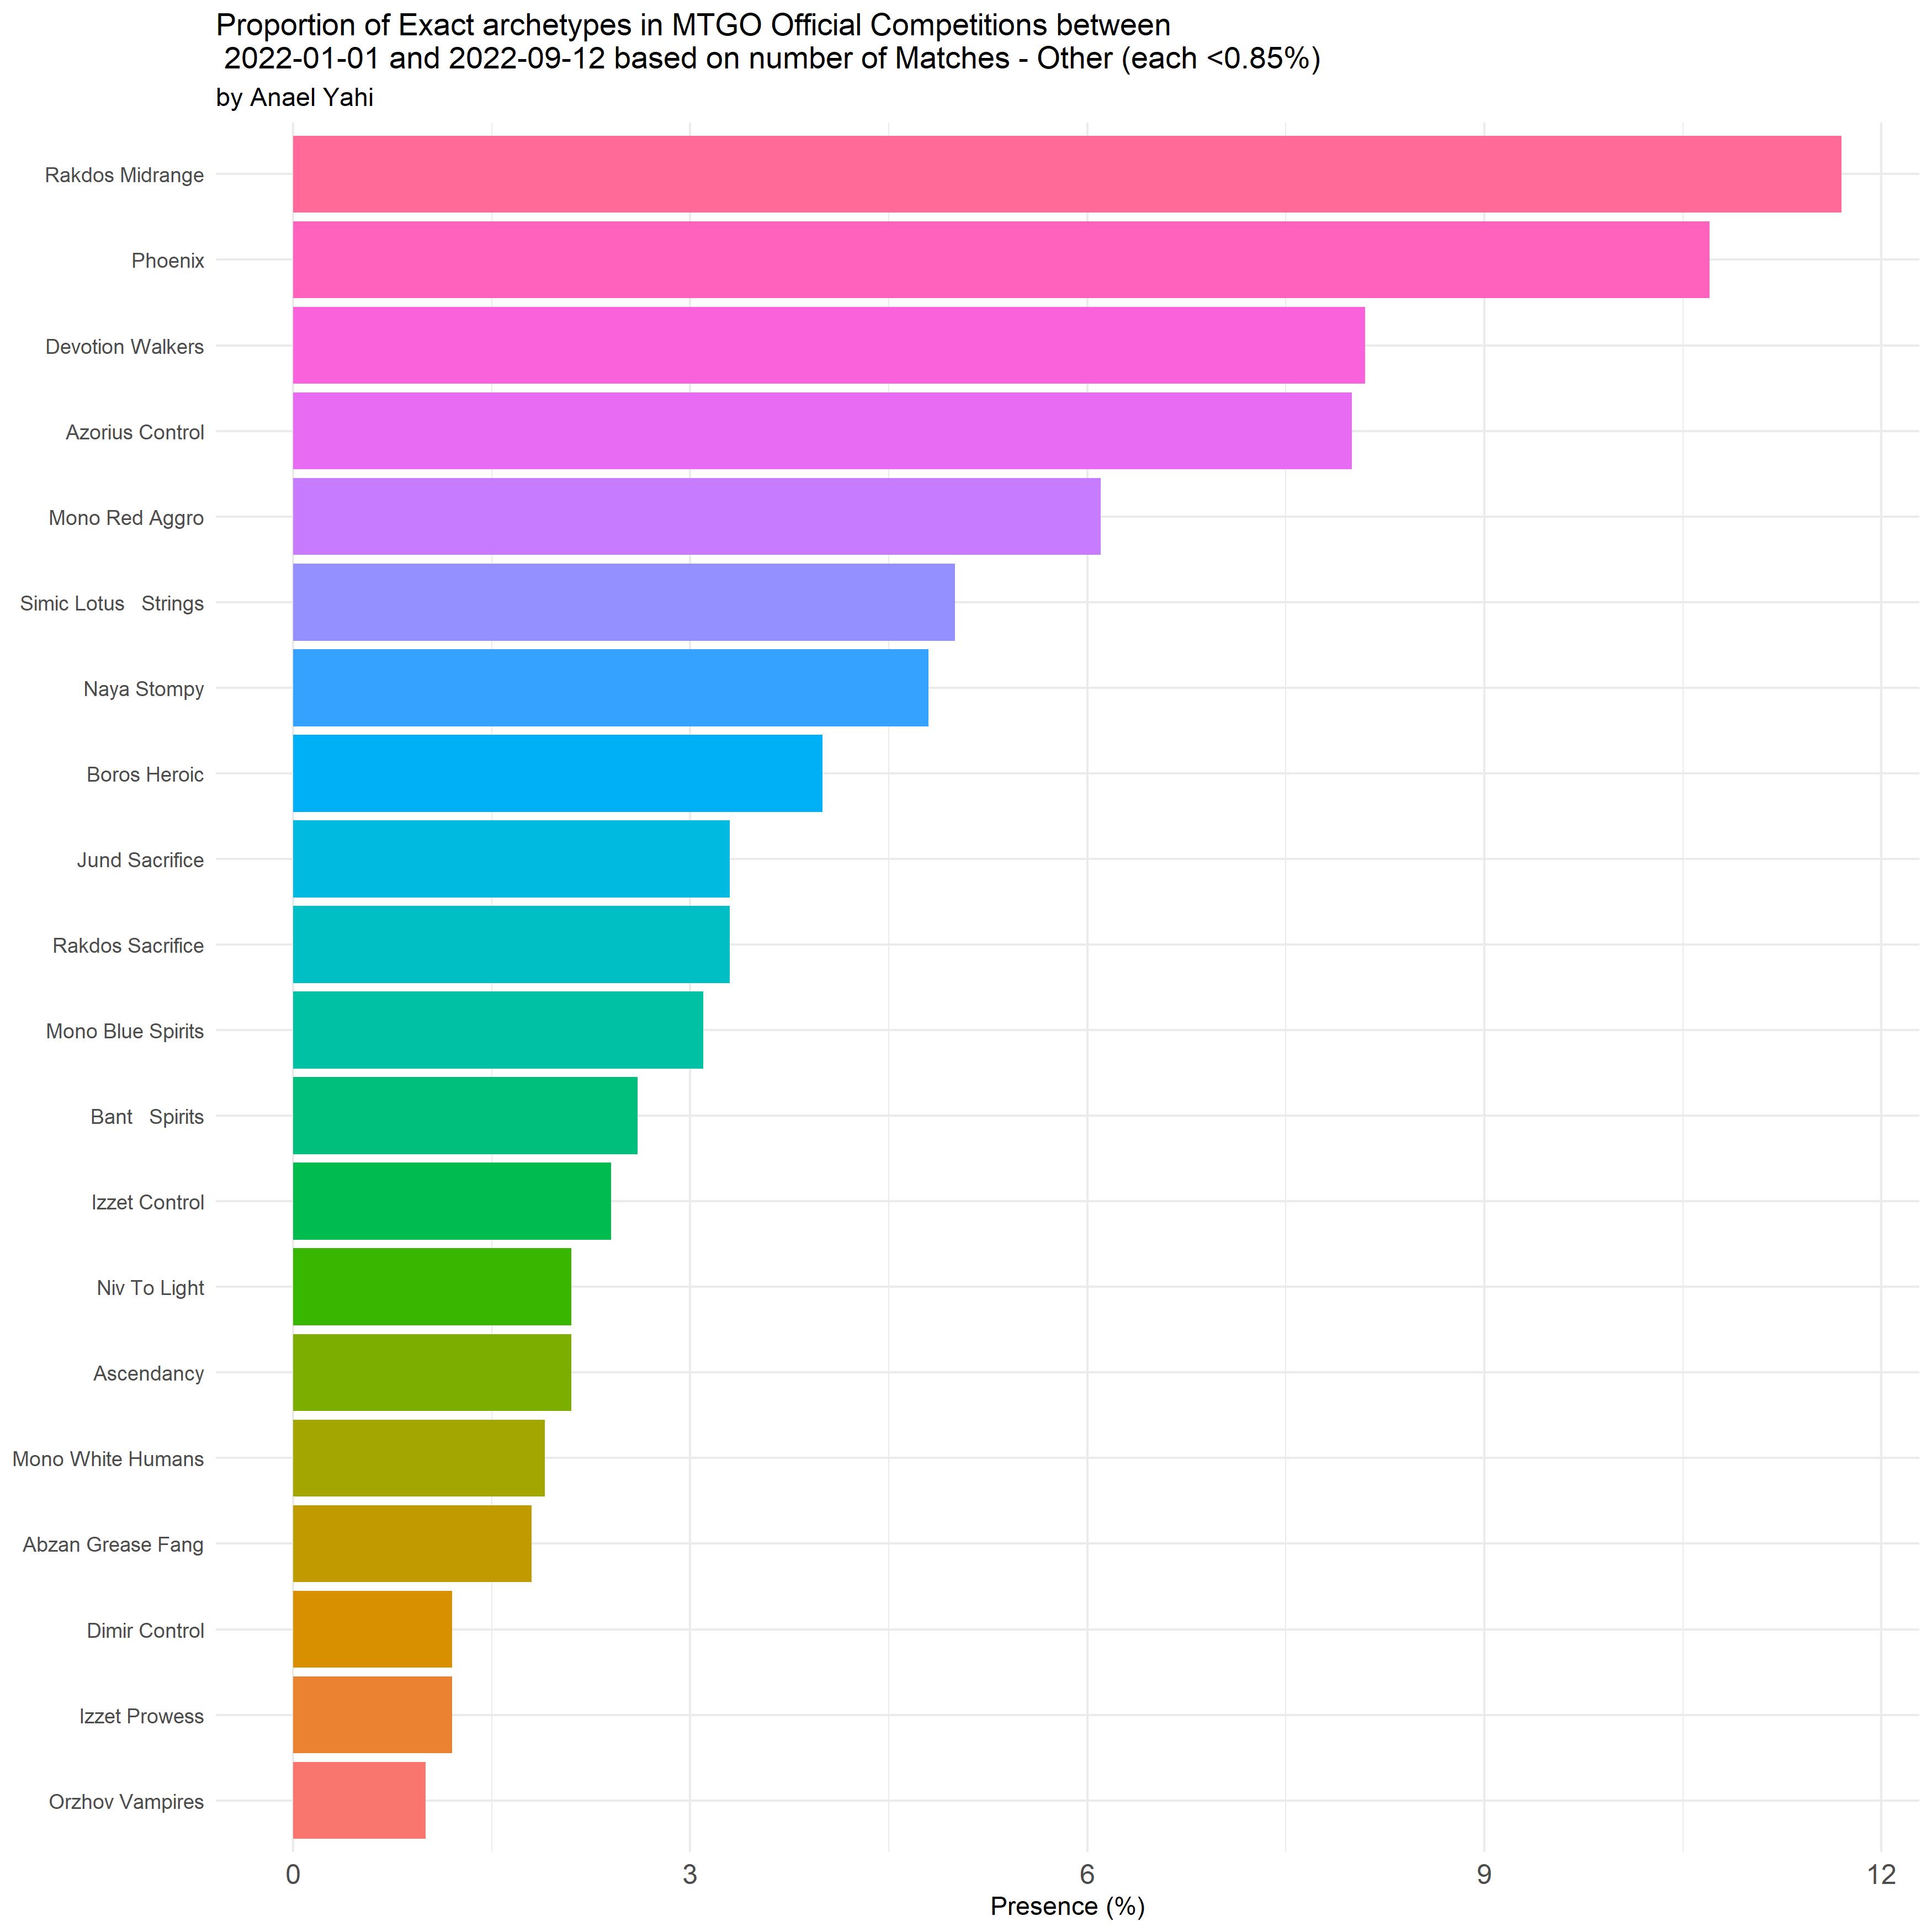 Proportion of Exact archetypes in MTGO Official Competitions between
2022-01-01 and 2022-09-12 based on number of Matches - Other (each <0.85%)
by Anael Yahi
Rakdos Midrange
Phoenix
Devotion Walkers
Azorius Control
Mono Red Aggro
Simic Lotus   Strings
Naya Stompy
Boros Heroic
Jund Sacrifice
Rakdos Sacrifice
Mono Blue Spirits
Bant   Spirits
Izzet Control
Niv To Light
Ascendancy
Mono White Humans
Abzan Grease Fang
Dimir Control
Izzet Prowess
Orzhov Vampires
0 3 6 9 12
Presence (%)